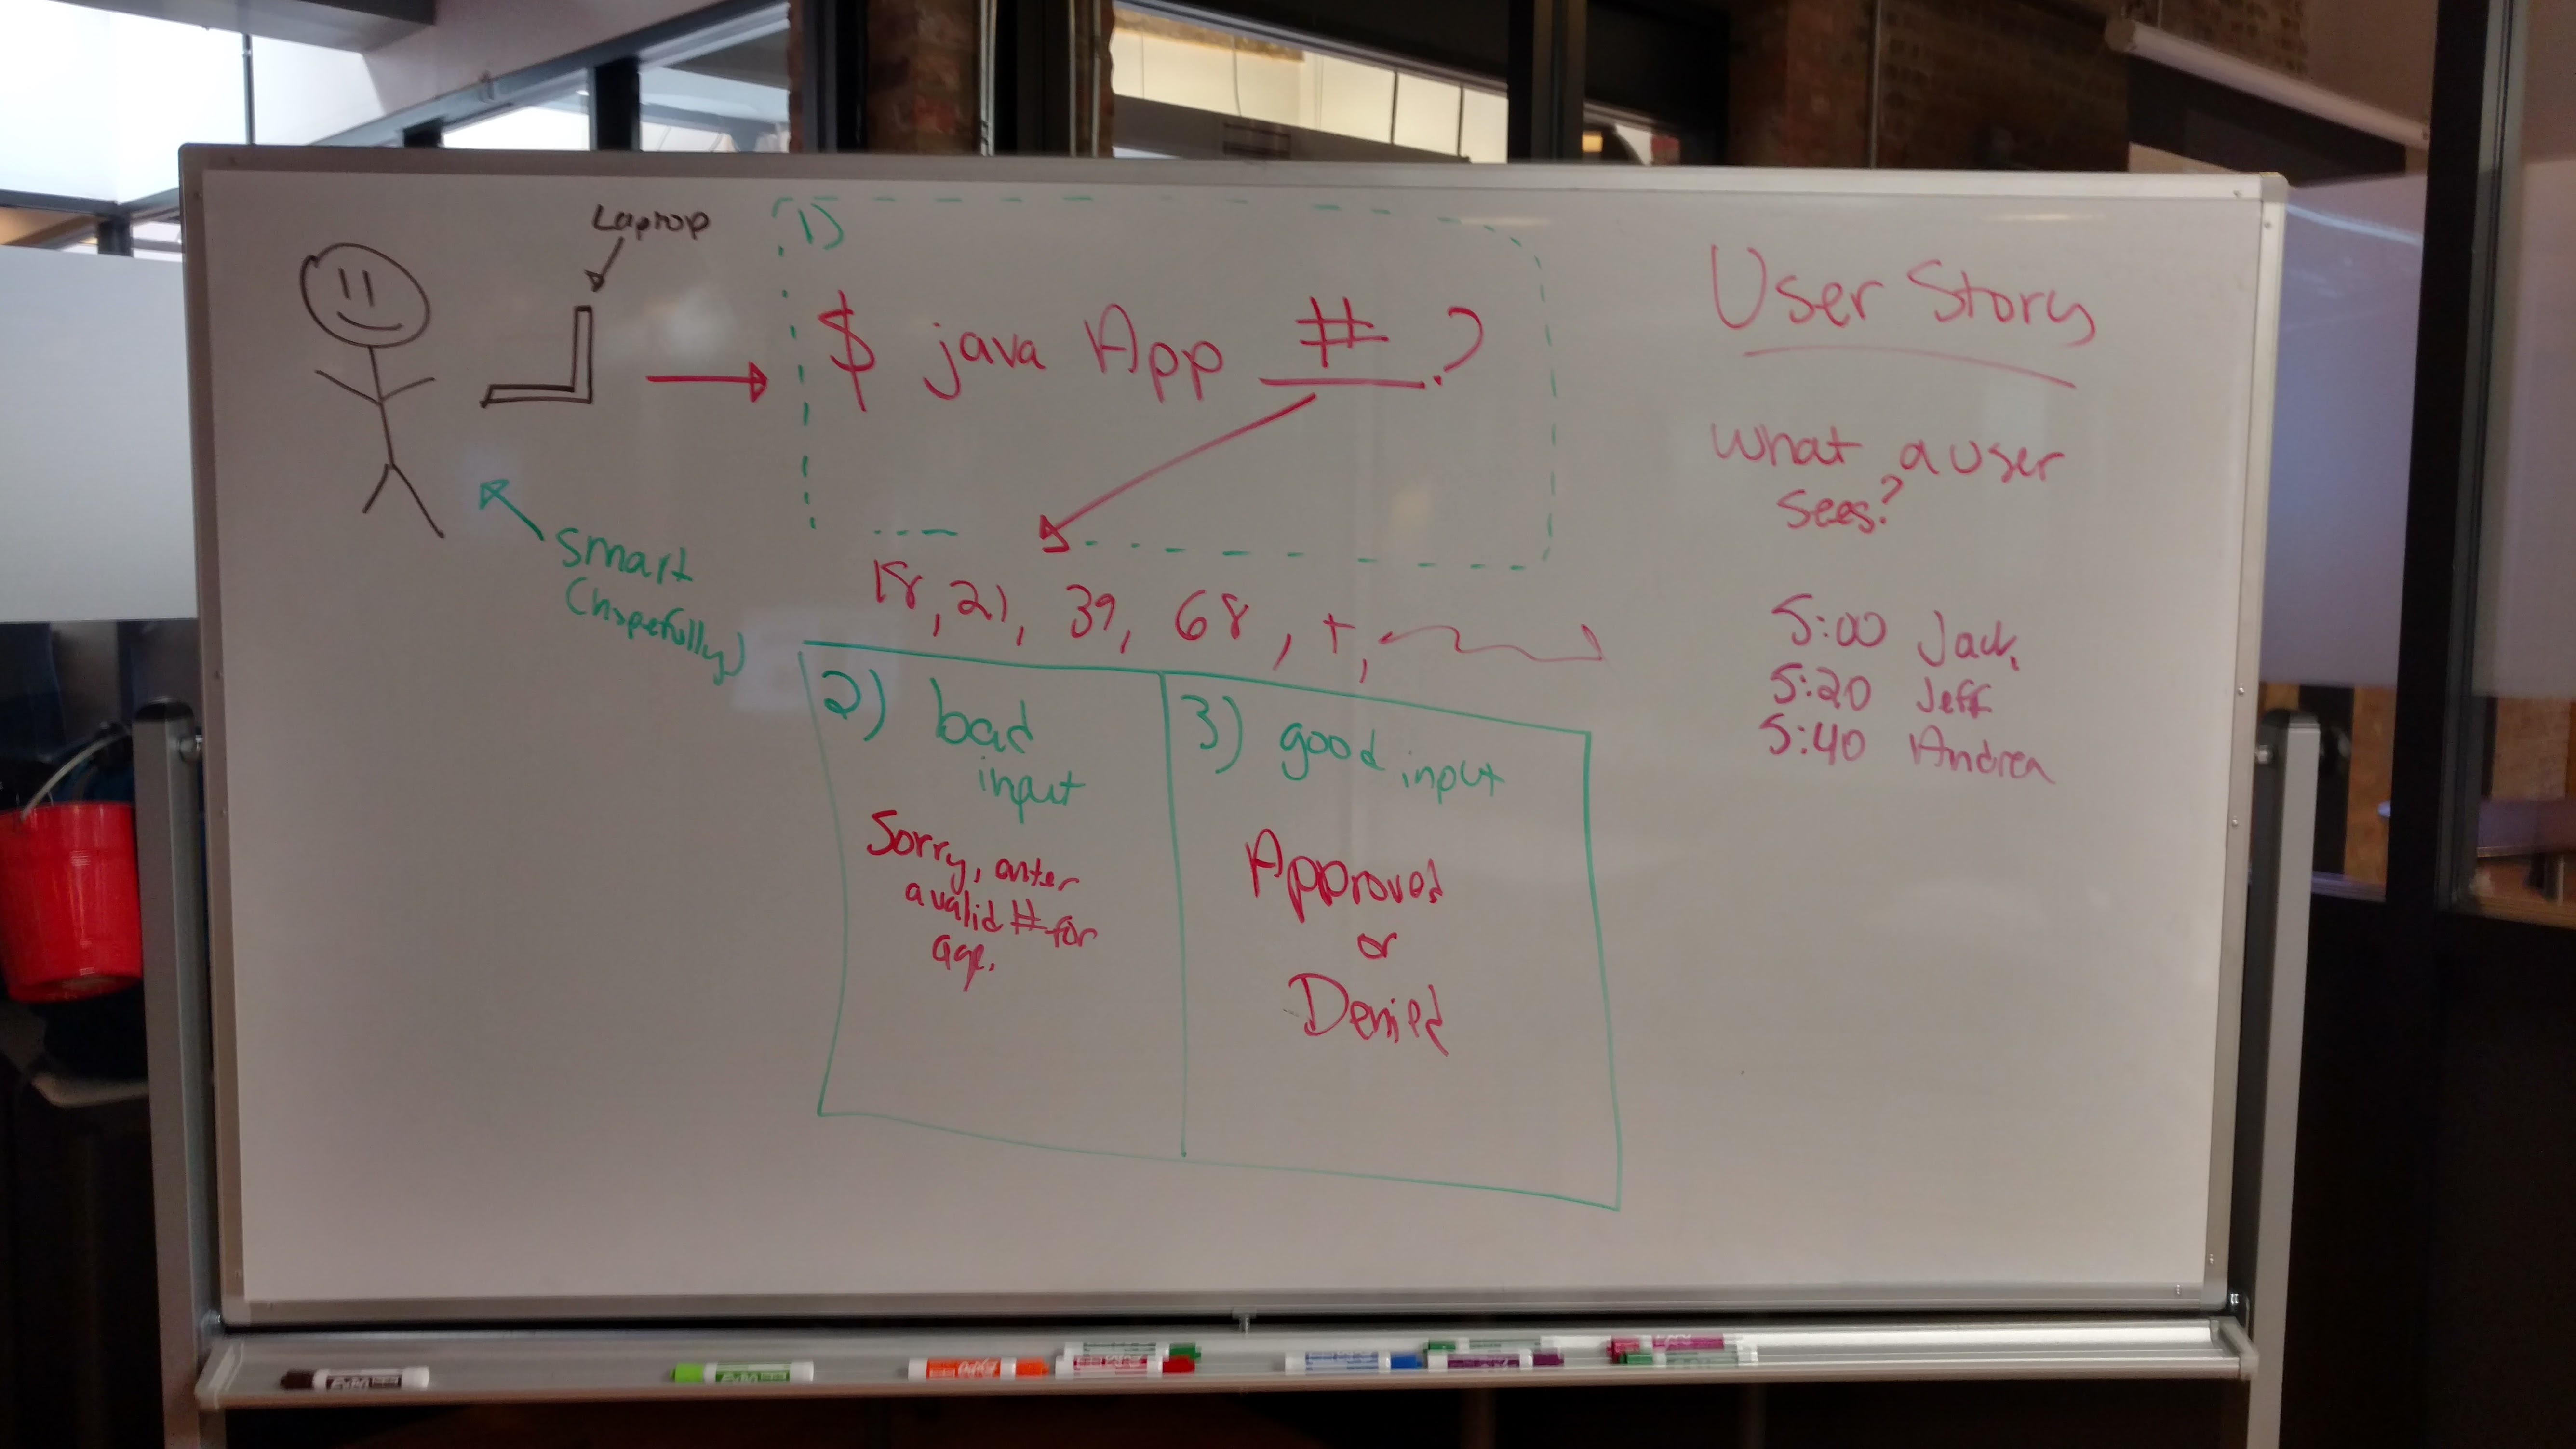 Laptop
1)
$ java App #?
smart
(hopefully)
18, 21, 39, 68, +,
2) bad
input
Sorry, enter
a valid # for
age.
3) good input
Approved
or
Denied
User Story
What a user
sees?
5:00 Jack
5:20 Jeff
5:40 Andrea